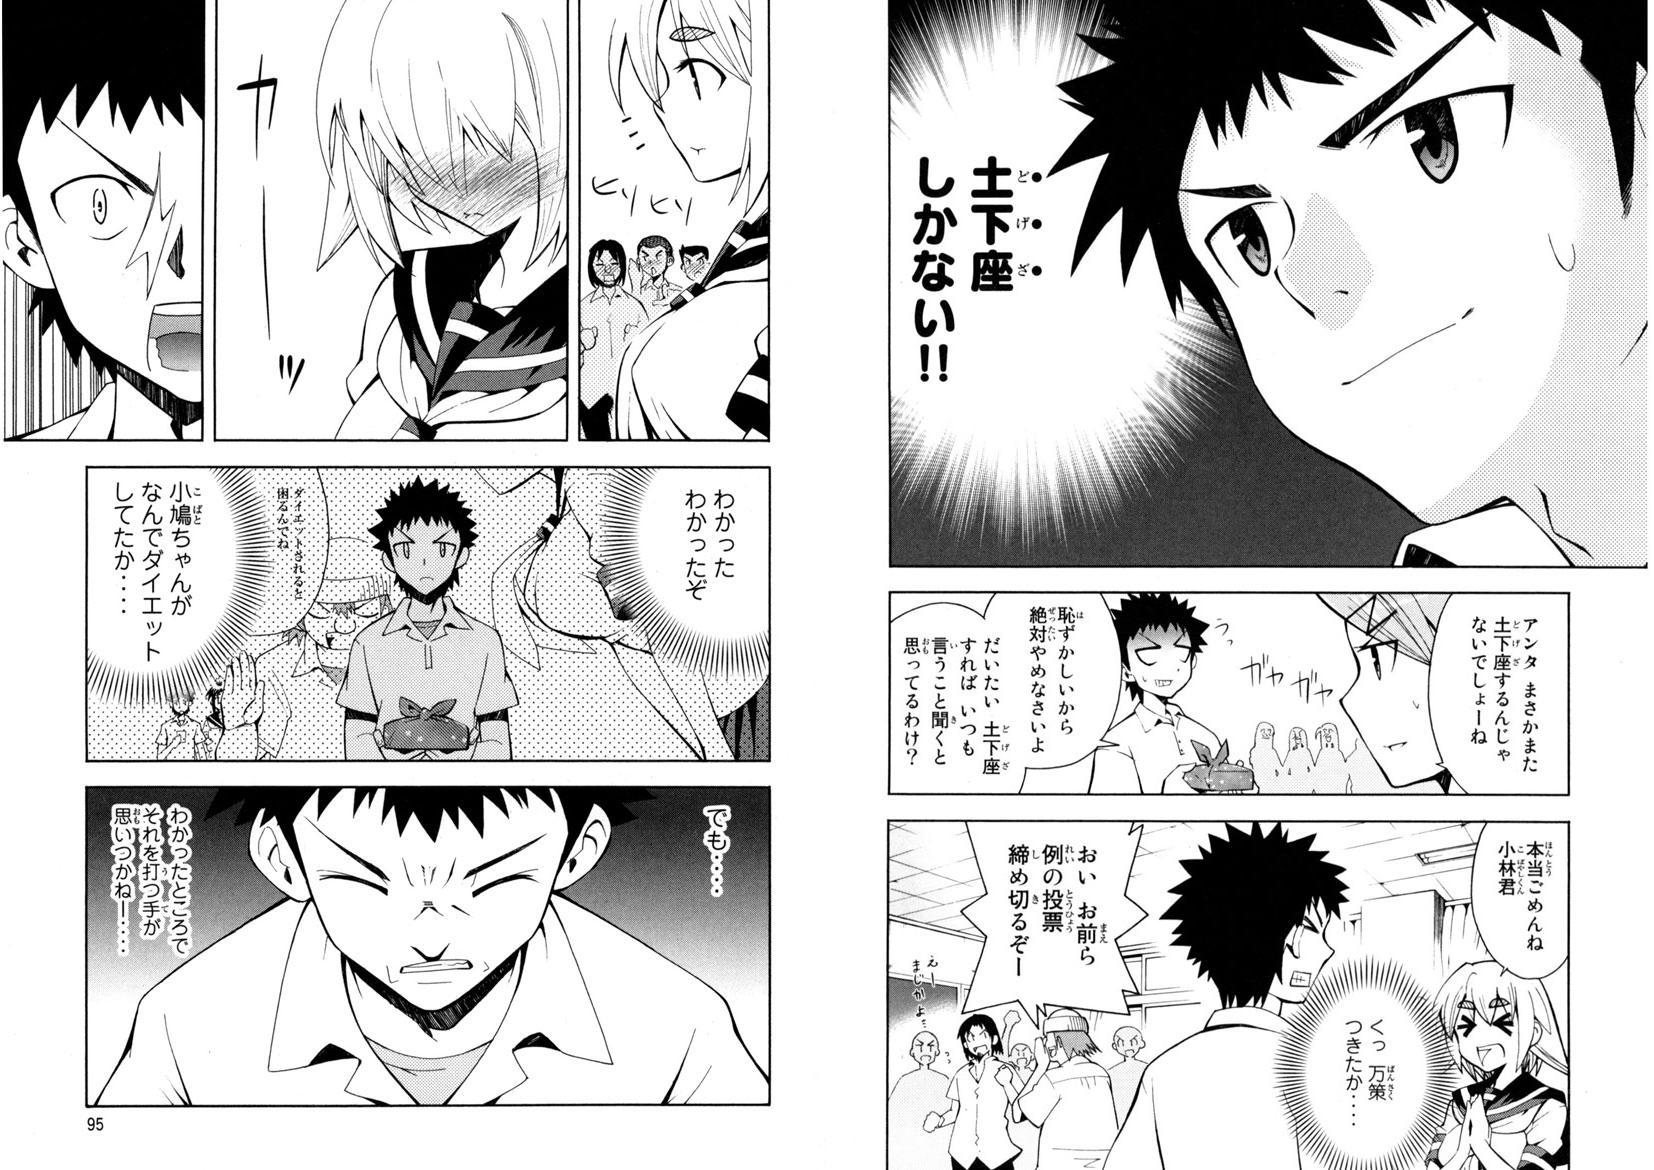 土下座
しかない!!
アンタ まさかまた
土下座するんじゃ
ないでしょーね
うっ
ガヤ
ガヤ
恥ずかしいから
絶対やめなさいよ
だいたい 土下座
すれば いつも
言うこと聞くと
思ってるわけ?
本当ごめんね
小林君
くっ 万策
つきたか・・・・
おい お前ら
例の投票
締め切るぞー
えー
まじかよ…
ヒソヒソ
カーッ
わかった
わかったぞ
ダイエットされると
困るんでね
小鳩ちゃんが
なんでダイエット
してたか・・・・
でも・・・・
わかったところで
それを打つ手が
思いつかねー・・・・
95